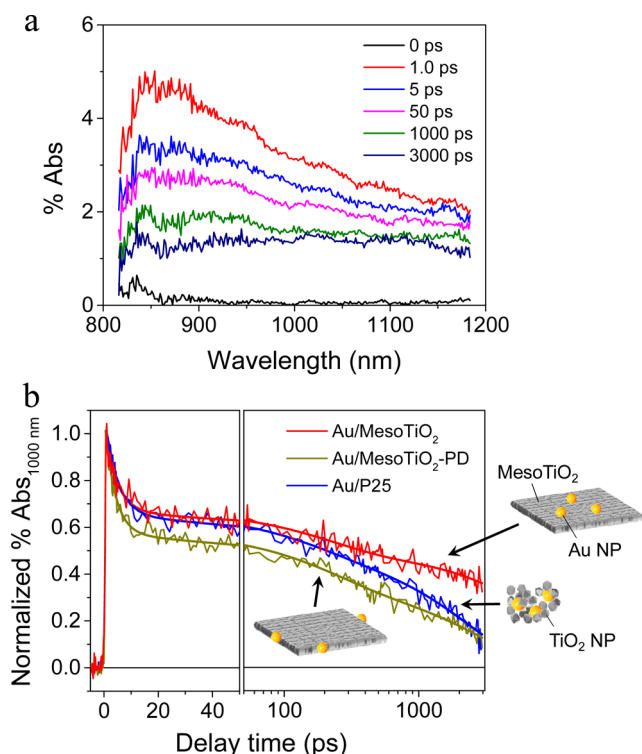 a
6
4
2
0
% Abs
0 ps
1.0 ps
5 ps
50 ps
1000 ps
3000 ps
800 900 1000 1100 1200
Wavelength (nm)
b
1.0
0.8
0.6
0.4
0.2
0.0
Normalized % Abs1000 nm
Au/MesoTiO2
Au/MesoTiO2-PD
Au/P25
MesoTiO2
Au NP
TiO2 NP
0 20 40 100 1000
Delay time (ps)